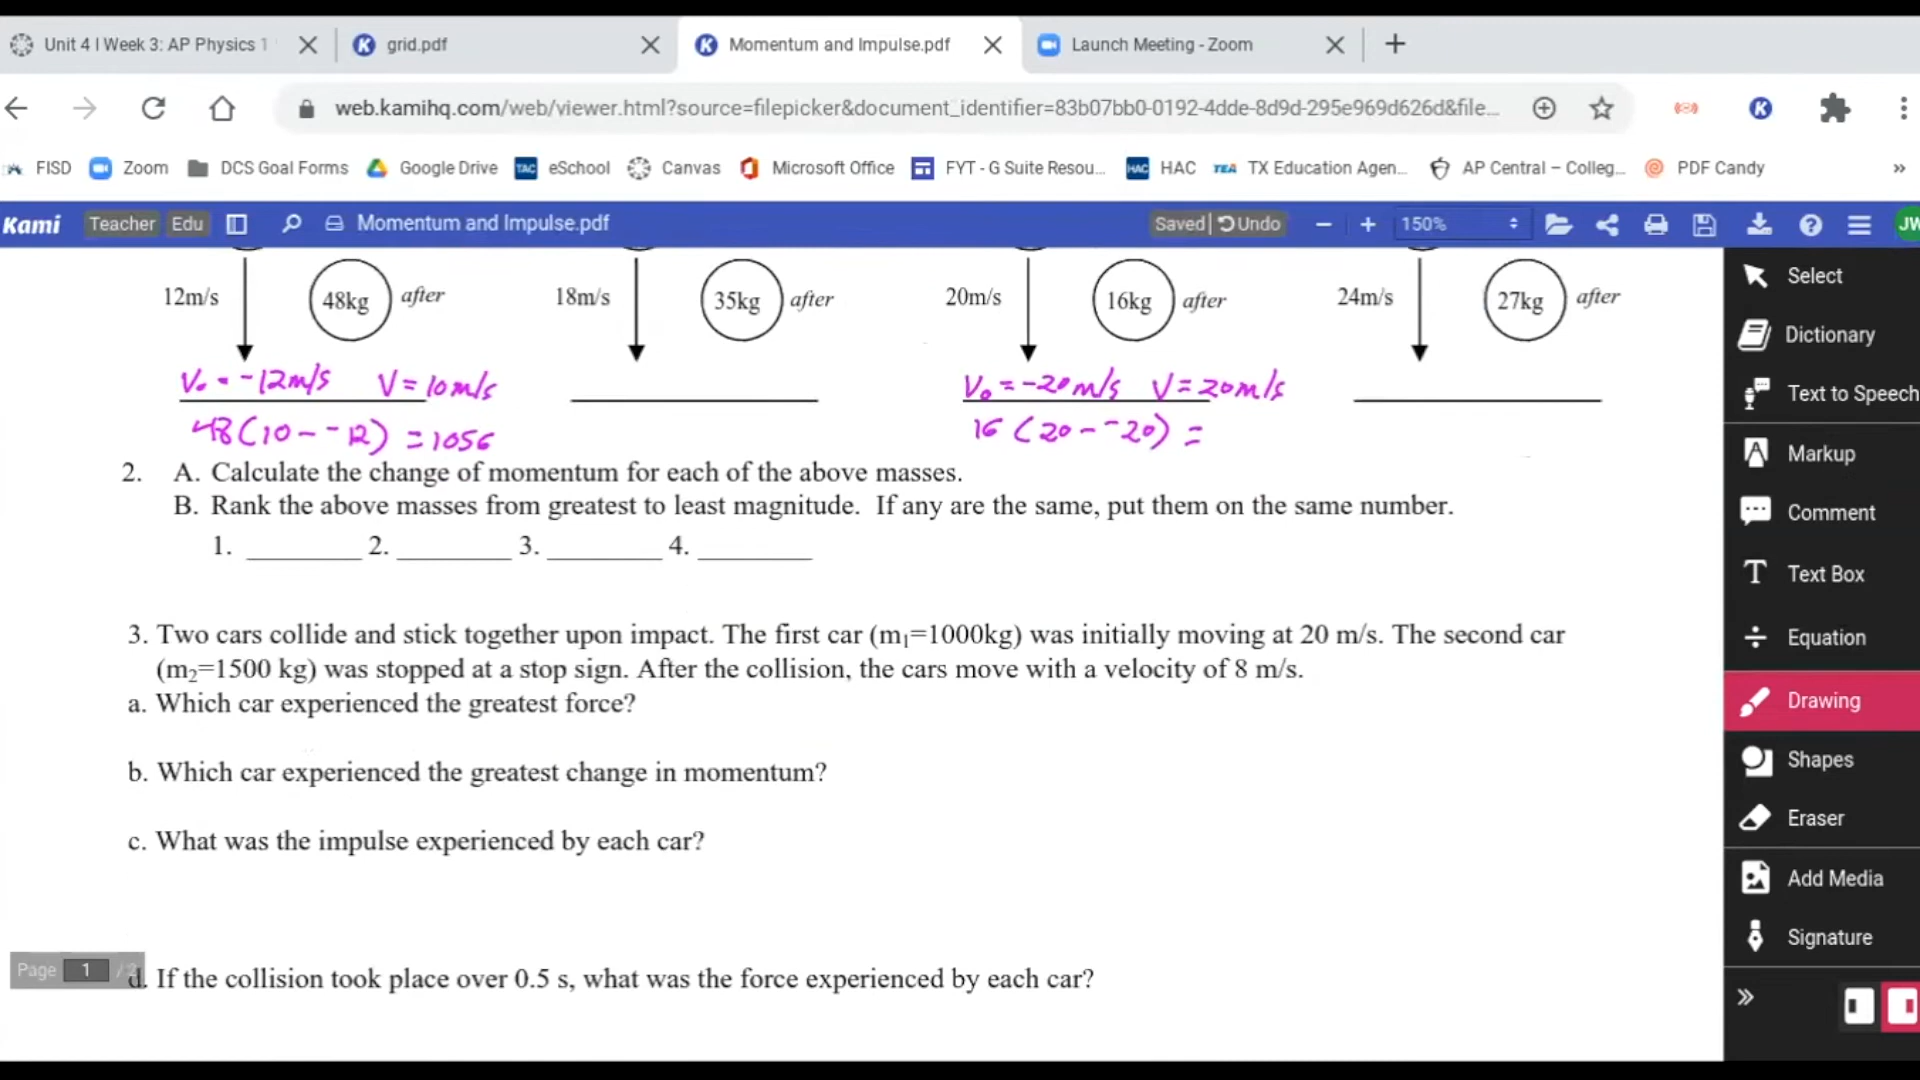 Unit 4 | Week 3: AP Physics 1
grid.pdf
Momentum and Impulse.pdf
Launch Meeting - Zoom
web.kamihq.com/web/viewer.html?source=filepicker&document_identifier=83b07bb0-0192-4dde-8d9d-295e969d626d&file...
FISD Zoom DCS Goal Forms Google Drive TAC eSchool Canvas Microsoft Office FYT - G Suite Resou... HAC HAC TEA TX Education Agen... AP Central – Colleg... PDF Candy »
Kami Teacher Edu Momentum and Impulse.pdf Saved | Undo − + 150% JW
12m/s 48kg after 18m/s 35kg after 20m/s 16kg after 24m/s 27kg after
V₀ = -12m/s V = 10m/s V₀ = -20m/s V = 20m/s
48(10 - -12) = 1056 16(20 - -20) =
2. A. Calculate the change of momentum for each of the above masses.
B. Rank the above masses from greatest to least magnitude. If any are the same, put them on the same number.
1. ________ 2. ________ 3. ________ 4. ________
3. Two cars collide and stick together upon impact. The first car (m₁=1000kg) was initially moving at 20 m/s. The second car
(m₂=1500 kg) was stopped at a stop sign. After the collision, the cars move with a velocity of 8 m/s.
a. Which car experienced the greatest force?
b. Which car experienced the greatest change in momentum?
c. What was the impulse experienced by each car?
d. If the collision took place over 0.5 s, what was the force experienced by each car?
Page 1 / 2
Select
Dictionary
Text to Speech
Markup
Comment
Text Box
Equation
Drawing
Shapes
Eraser
Add Media
Signature
»